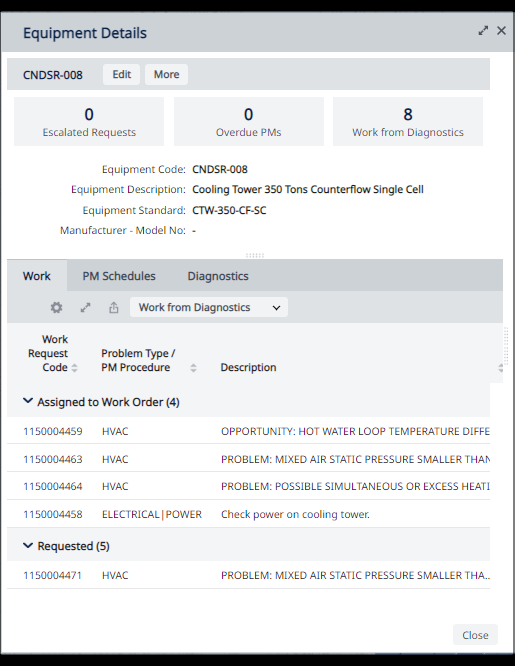 Equipment Details
CNDSR-008 Edit More
0 0 8
Escalated Requests Overdue PMs Work from Diagnostics
Equipment Code: CNDSR-008
Equipment Description: Cooling Tower 350 Tons Counterflow Single Cell
Equipment Standard: CTW-350-CF-SC
Manufacturer - Model No: -
Work PM Schedules Diagnostics
Work from Diagnostics
Work
Request
Code
Problem Type /
PM Procedure
Description
Assigned to Work Order (4)
1150004459 HVAC OPPORTUNITY: HOT WATER LOOP TEMPERATURE DIFFE
1150004463 HVAC PROBLEM: MIXED AIR STATIC PRESSURE SMALLER THAN
1150004464 HVAC PROBLEM: POSSIBLE SIMULTANEOUS OR EXCESS HEATI
1150004458 ELECTRICAL|POWER Check power on cooling tower.
Requested (5)
1150004471 HVAC PROBLEM: MIXED AIR STATIC PRESSURE SMALLER THA...
Close